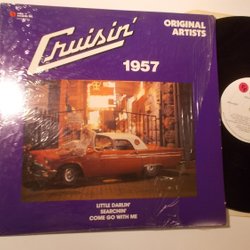 Cruisin'
ORIGINAL
ARTISTS
1957
LITTLE DARLIN'
SEARCHIN'
COME GO WITH ME